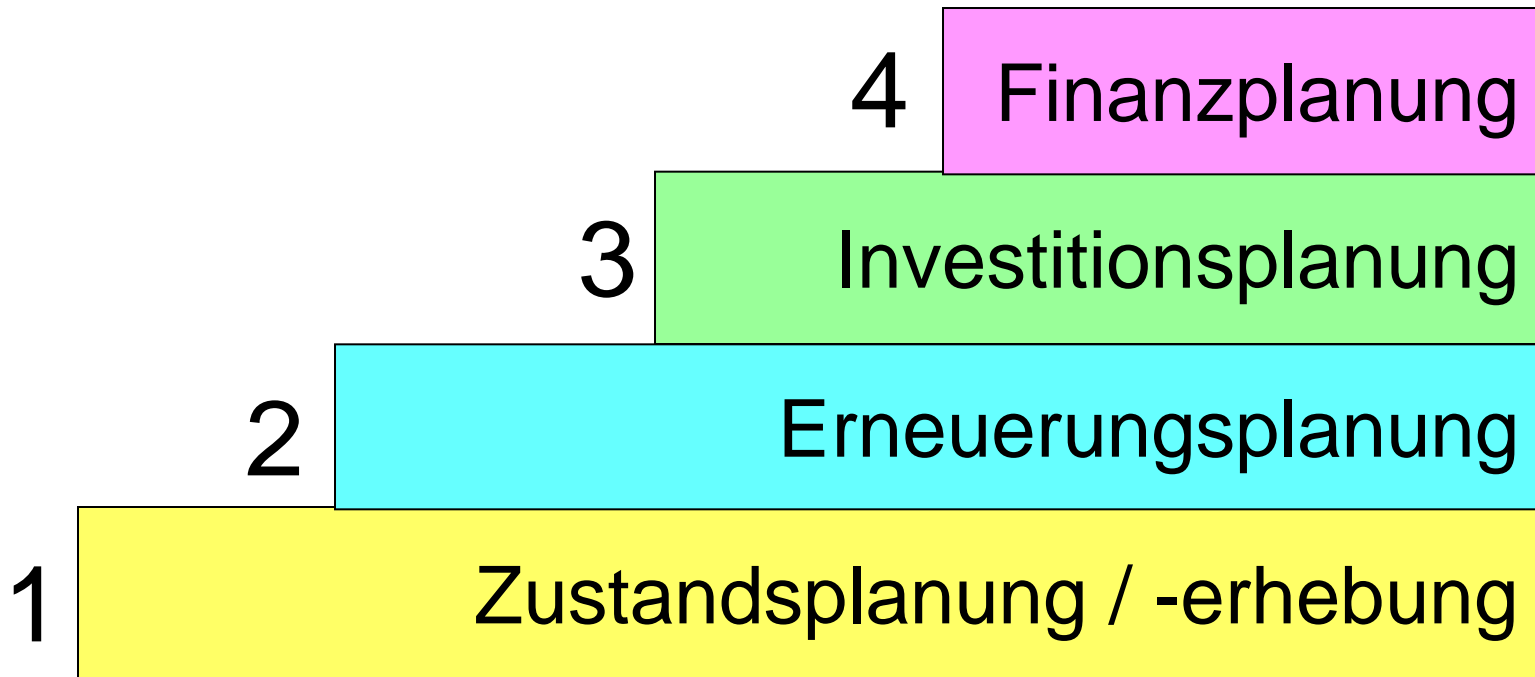 4 Finanzplanung
3 Investitionsplanung
2 Erneuerungsplanung
1 Zustandsplanung / -erhebung